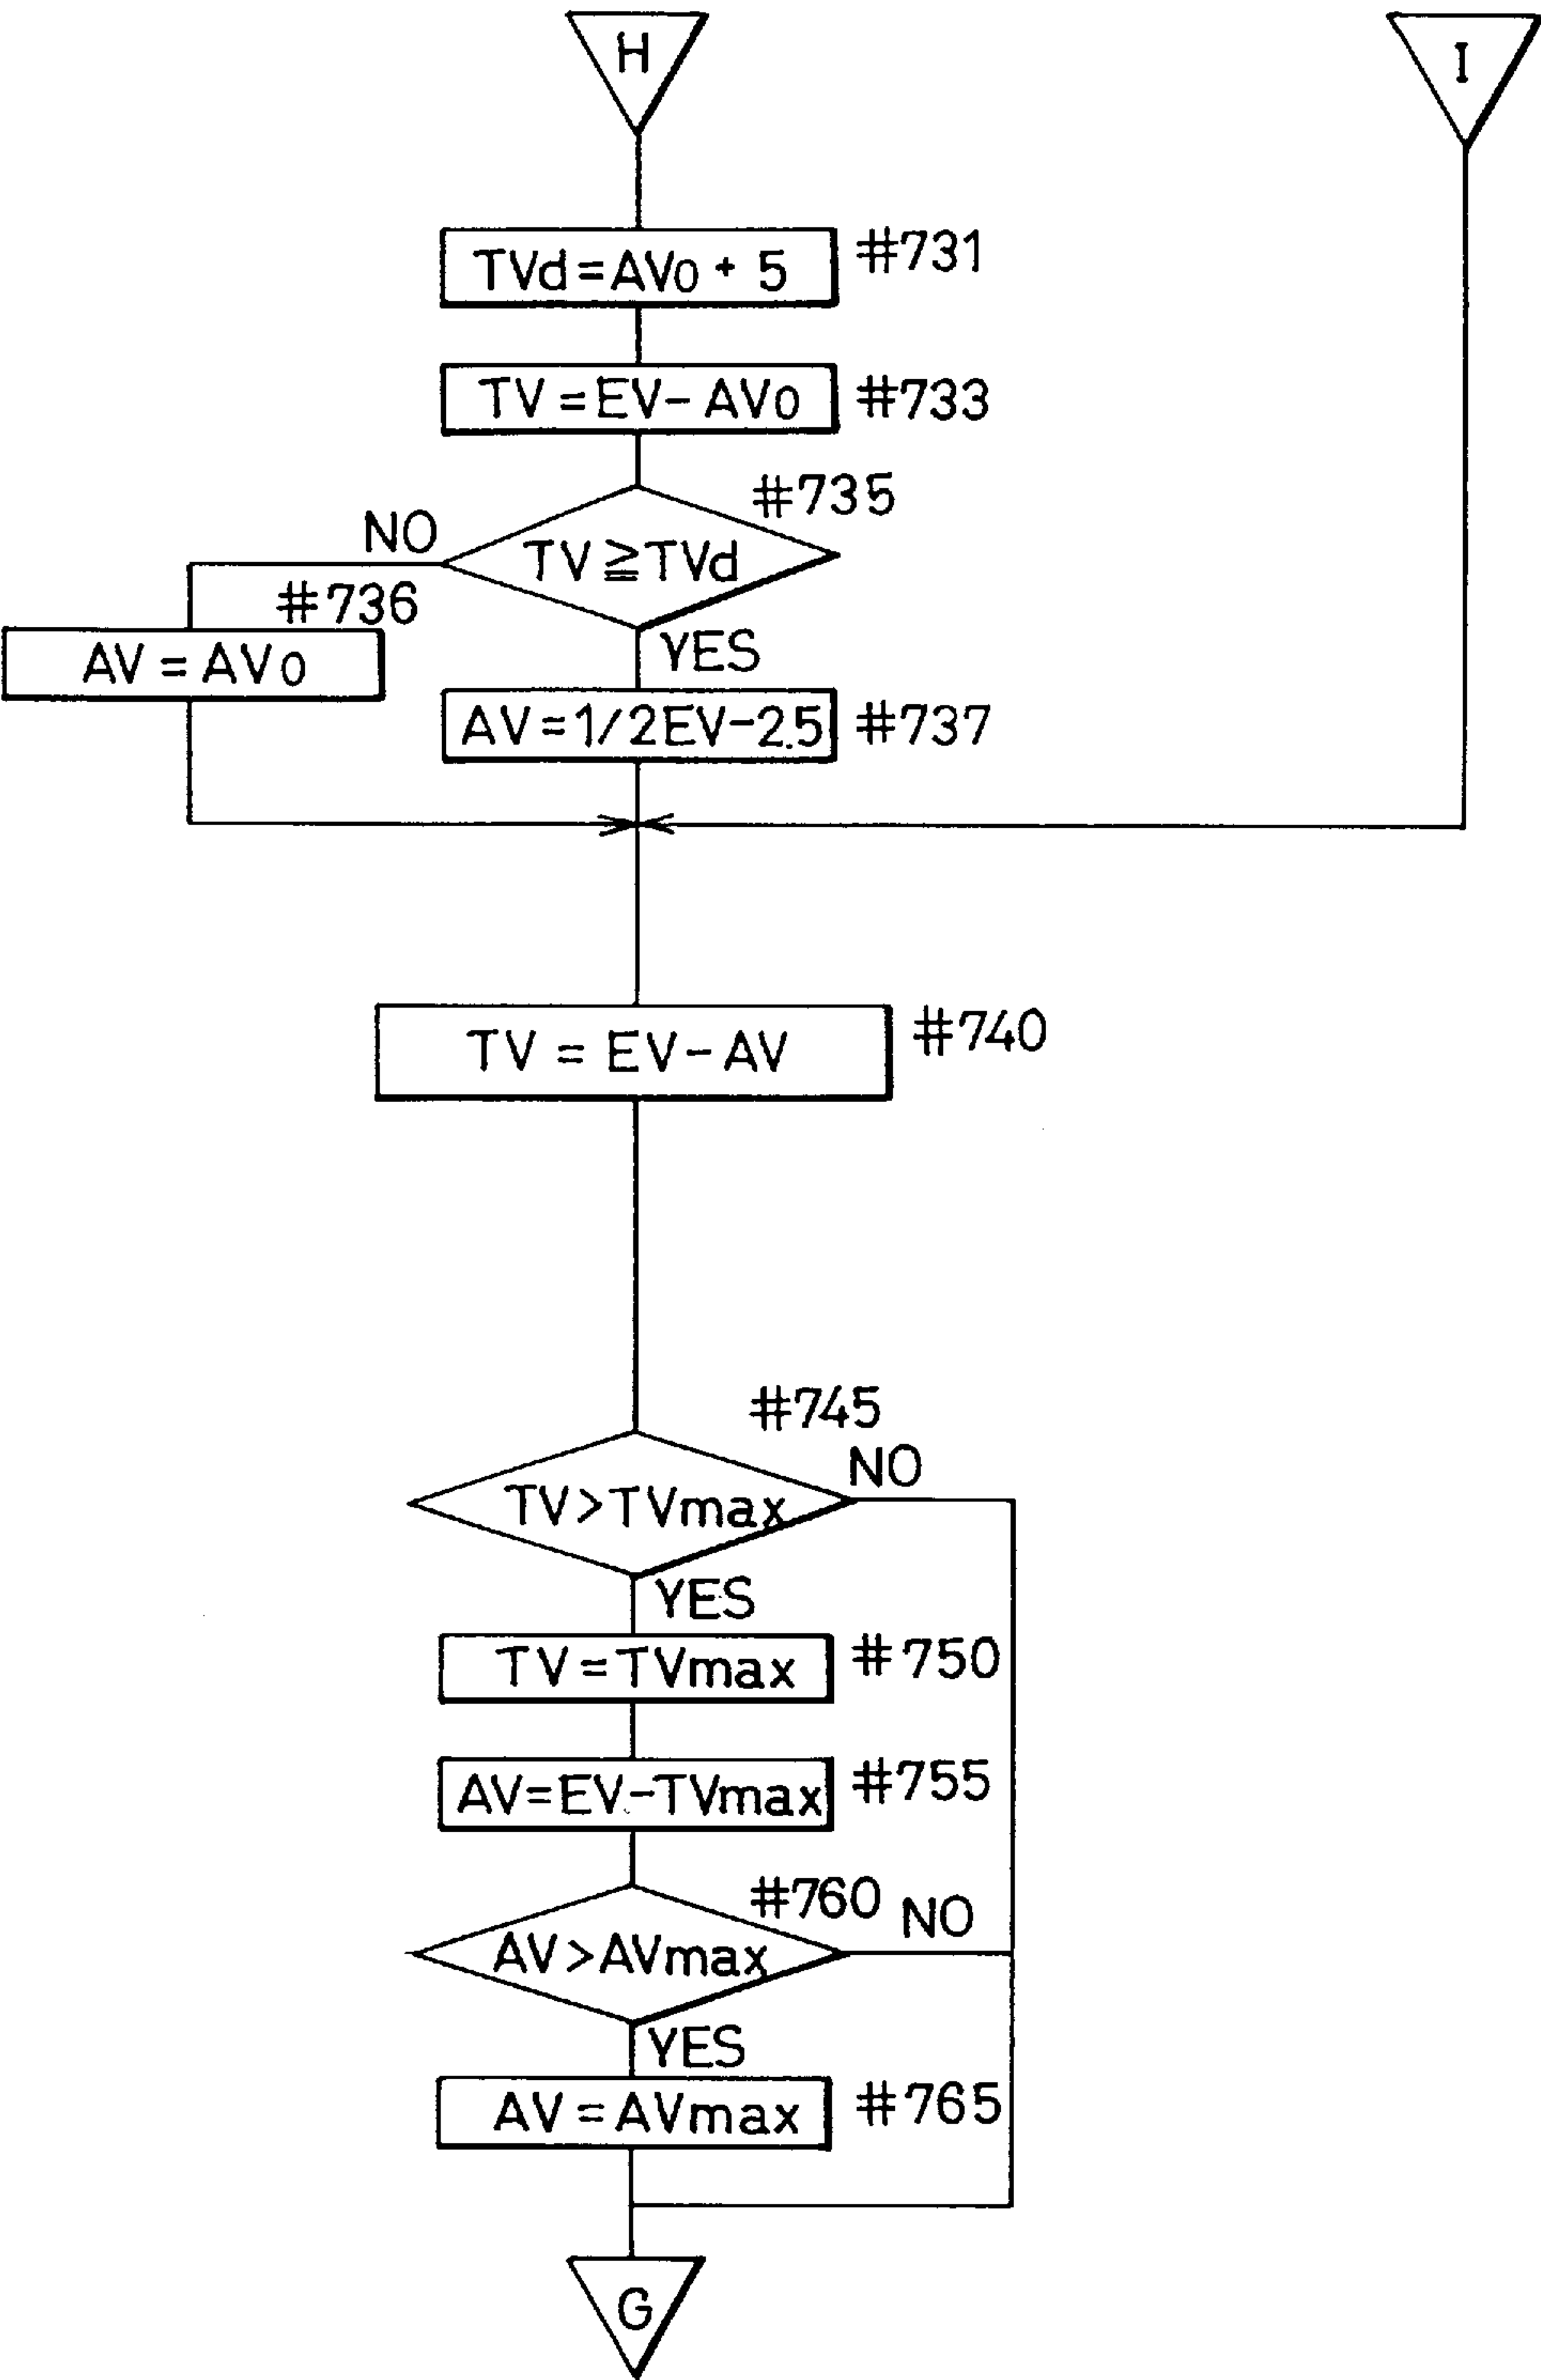 H
I
TVd=AV0+5
#731
TV=EV-AV0
#733
#735
NO
TV≧TVd
#736
YES
AV=AV0
AV=1/2EV-2.5
#737
TV=EV-AV
#740
#745
NO
TV>TVmax
YES
TV=TVmax
#750
AV=EV-TVmax
#755
#760
NO
AV>AVmax
YES
AV=AVmax
#765
G